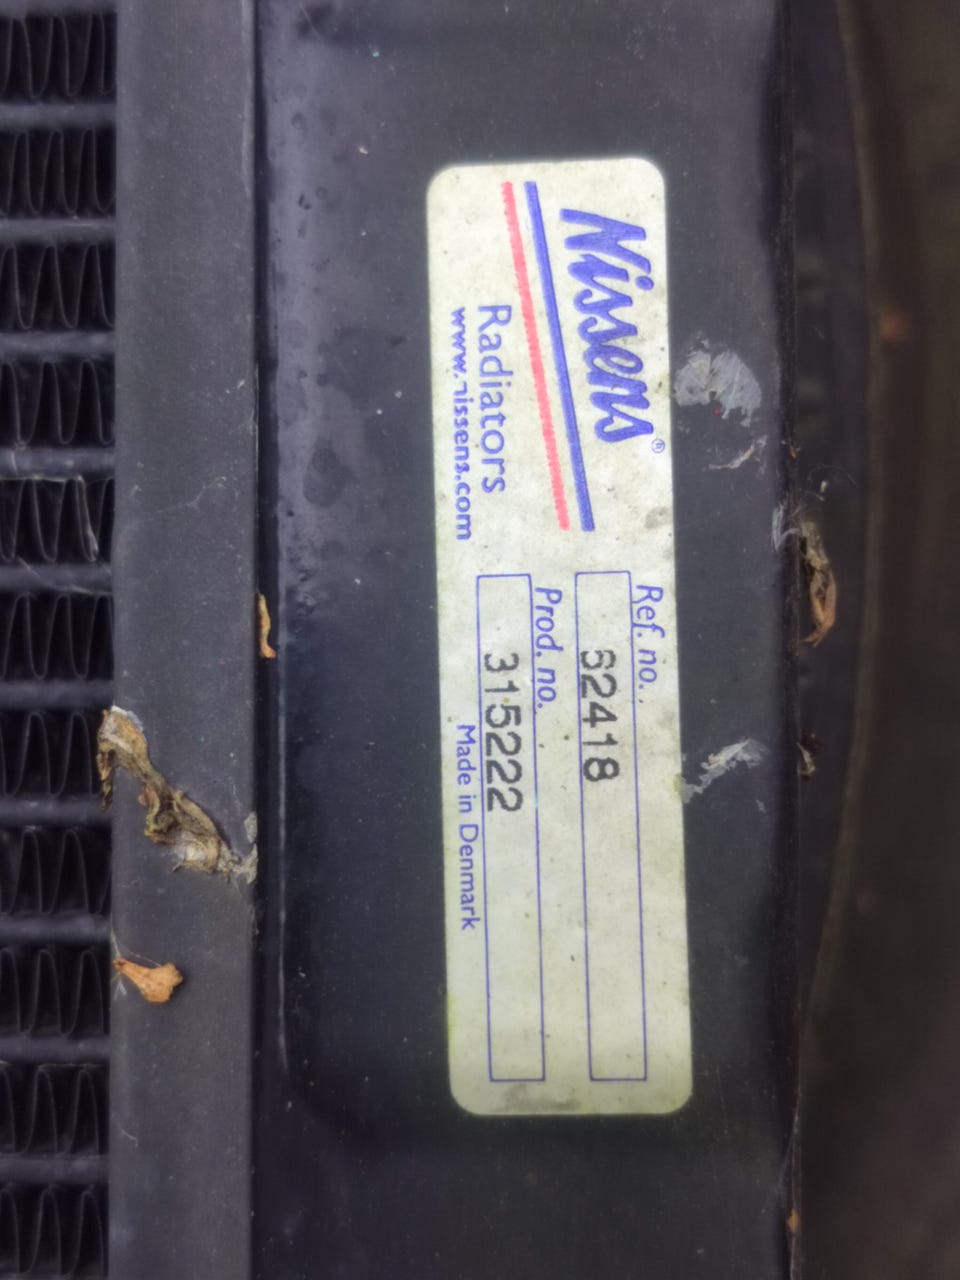 Nissens®
Radiators
www.nissens.com
Ref. no.
62418
Prod. no.
315222
Made in Denmark